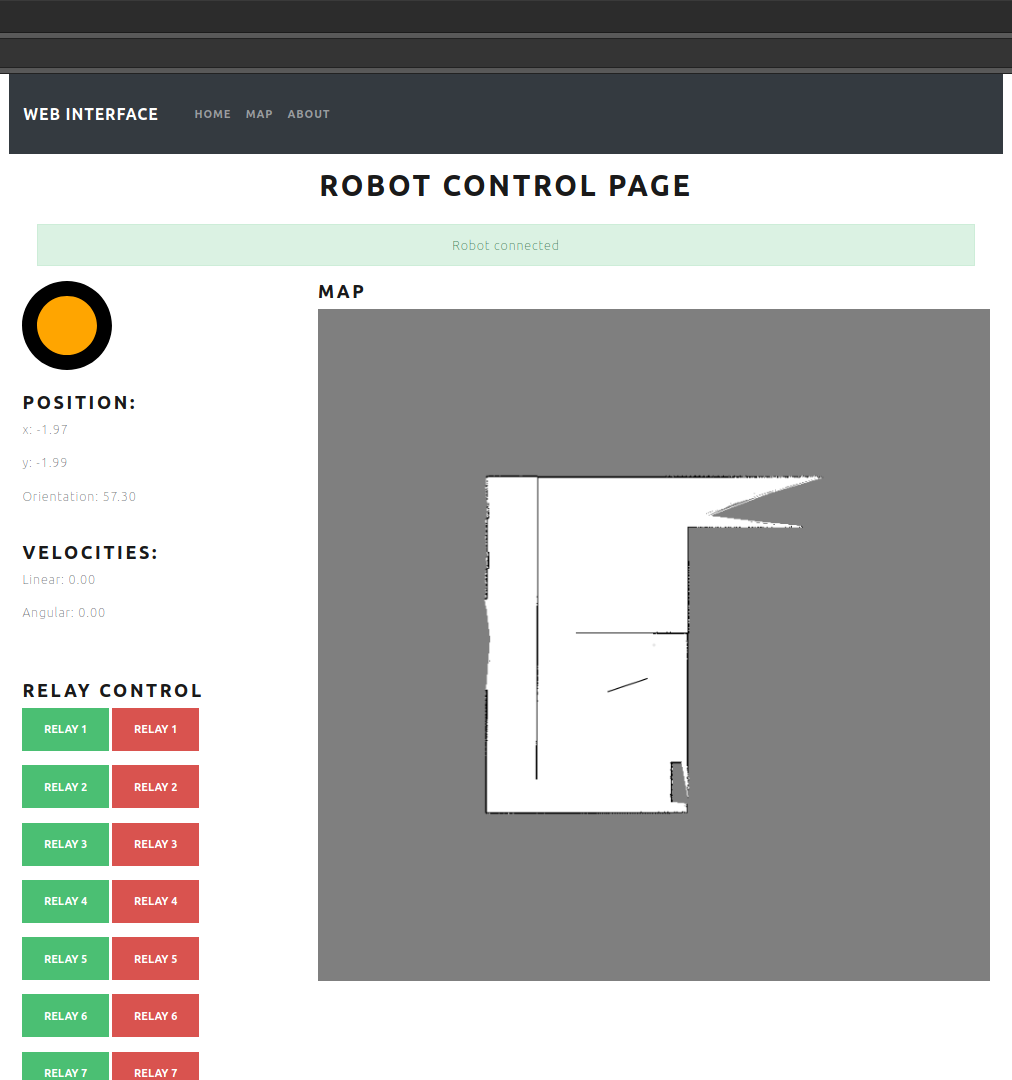 WEB INTERFACE HOME MAP ABOUT
ROBOT CONTROL PAGE
Robot connected
MAP
POSITION:
x: -1.97
y: -1.99
Orientation: 57.30
VELOCITIES:
Linear: 0.00
Angular: 0.00
RELAY CONTROL
RELAY 1 RELAY 1
RELAY 2 RELAY 2
RELAY 3 RELAY 3
RELAY 4 RELAY 4
RELAY 5 RELAY 5
RELAY 6 RELAY 6
RELAY 7 RELAY 7